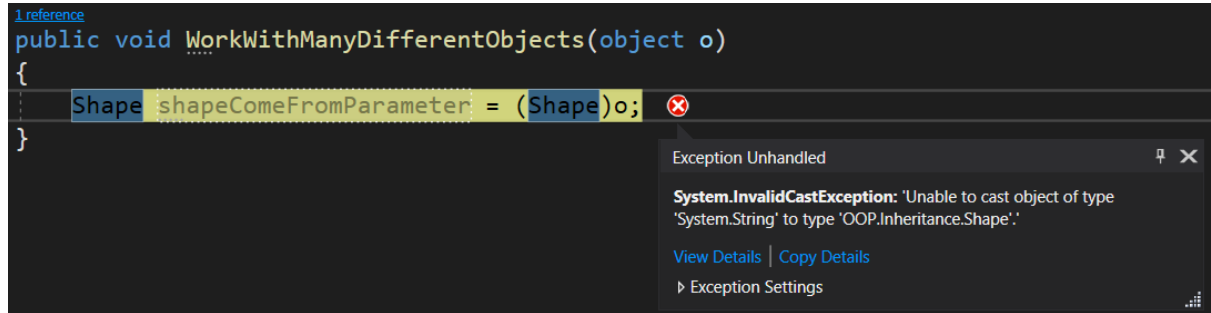 1 reference
public void WorkWithManyDifferentObjects(object o)
{
Shape shapeComeFromParameter = (Shape)o;
}
Exception Unhandled
System.InvalidCastException: 'Unable to cast object of type
'System.String' to type 'OOP.Inheritance.Shape'.'
View Details | Copy Details
Exception Settings